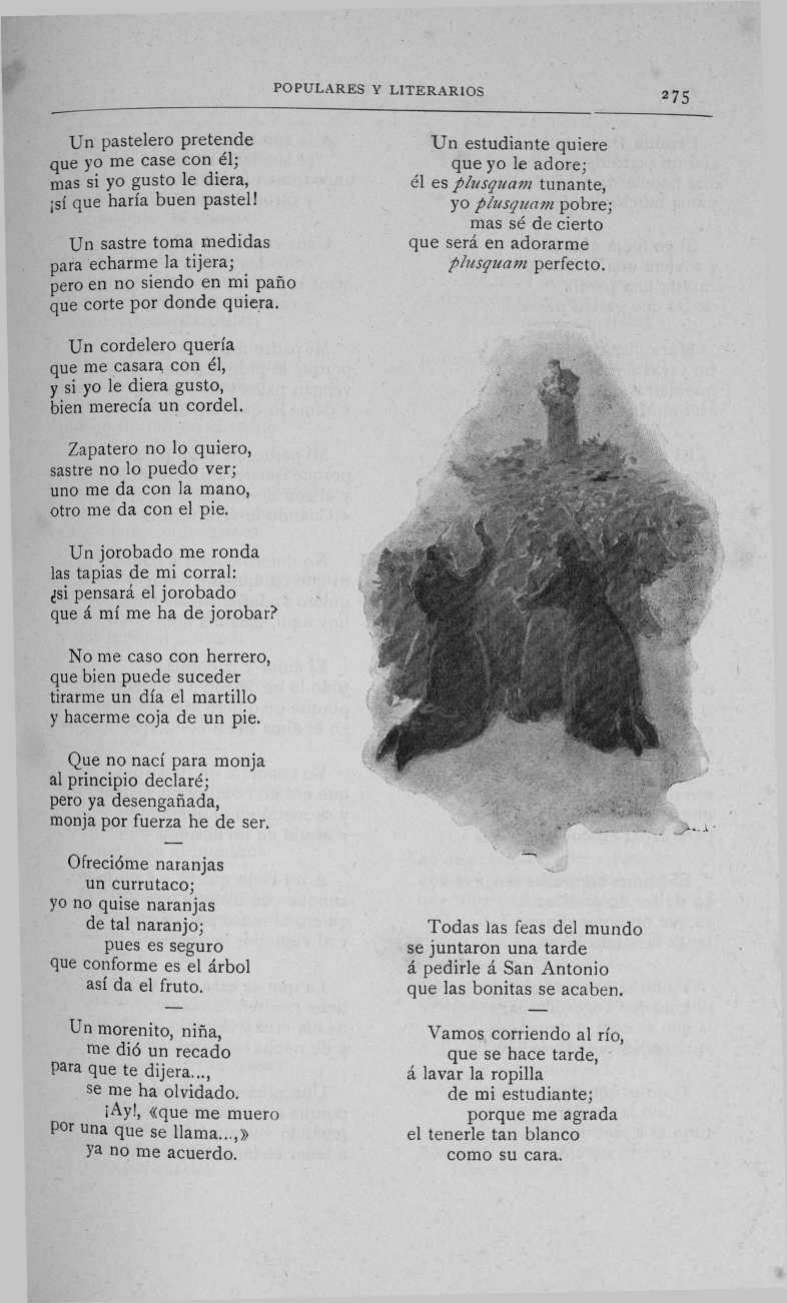 POPULARES Y LITERARIOS
275
Un pastelero pretende
que yo me case con él;
mas si yo gusto le diera,
¡sí que haría buen pastel!
Un sastre toma medidas
para echarme la tijera;
pero en no siendo en mi paño
que corte por donde quiera.
Un cordelero quería
que me casara con él,
y si yo le diera gusto,
bien merecía un cordel.
Zapatero no lo quiero,
sastre no lo puedo ver;
uno me da con la mano,
otro me da con el pie.
Un jorobado me ronda
las tapias de mi corral:
¿si pensará el jorobado
que á mí me ha de jorobar?
No me caso con herrero,
que bien puede suceder
tirarme un día el martillo
y hacerme coja de un pie.
Que no nací para monja
al principio declaré;
pero ya desengañada,
monja por fuerza he de ser.
Ofrecióme naranjas
un currutaco;
yo no quise naranjas
de tal naranjo;
pues es seguro
que conforme es el árbol
así da el fruto.
Un morenito, niña,
me dió un recado
para que te dijera...,
se me ha olvidado.
¡Ay!, «que me muero
por una que se llama...,»
ya no me acuerdo.
Un estudiante quiere
que yo le adore;
él es plusquam tunante,
yo plusquam pobre;
mas sé de cierto
que será en adorarme
plusquam perfecto.
Todas las feas del mundo
se juntaron una tarde
á pedirle á San Antonio
que las bonitas se acaben.
Vamos corriendo al río,
que se hace tarde,
á lavar la ropilla
de mi estudiante;
porque me agrada
el tenerle tan blanco
como su cara.